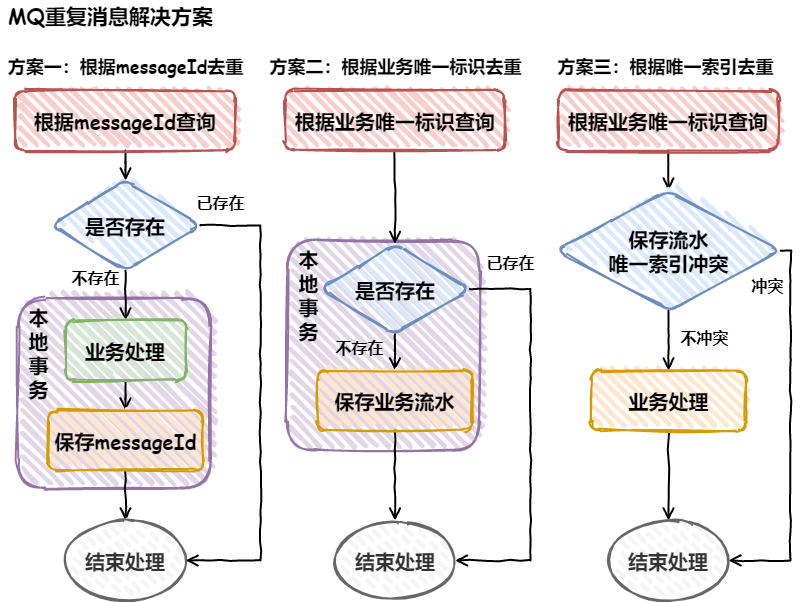 MQ重复消息解决方案
方案一：根据messageId去重
根据messageId查询
是否存在
已存在
不存在
本地事务
业务处理
保存messageId
结束处理
方案二：根据业务唯一标识去重
根据业务唯一标识查询
本地事务
是否存在
已存在
不存在
保存业务流水
结束处理
方案三：根据唯一索引去重
根据业务唯一标识查询
保存流水
唯一索引冲突
冲突
不冲突
业务处理
结束处理